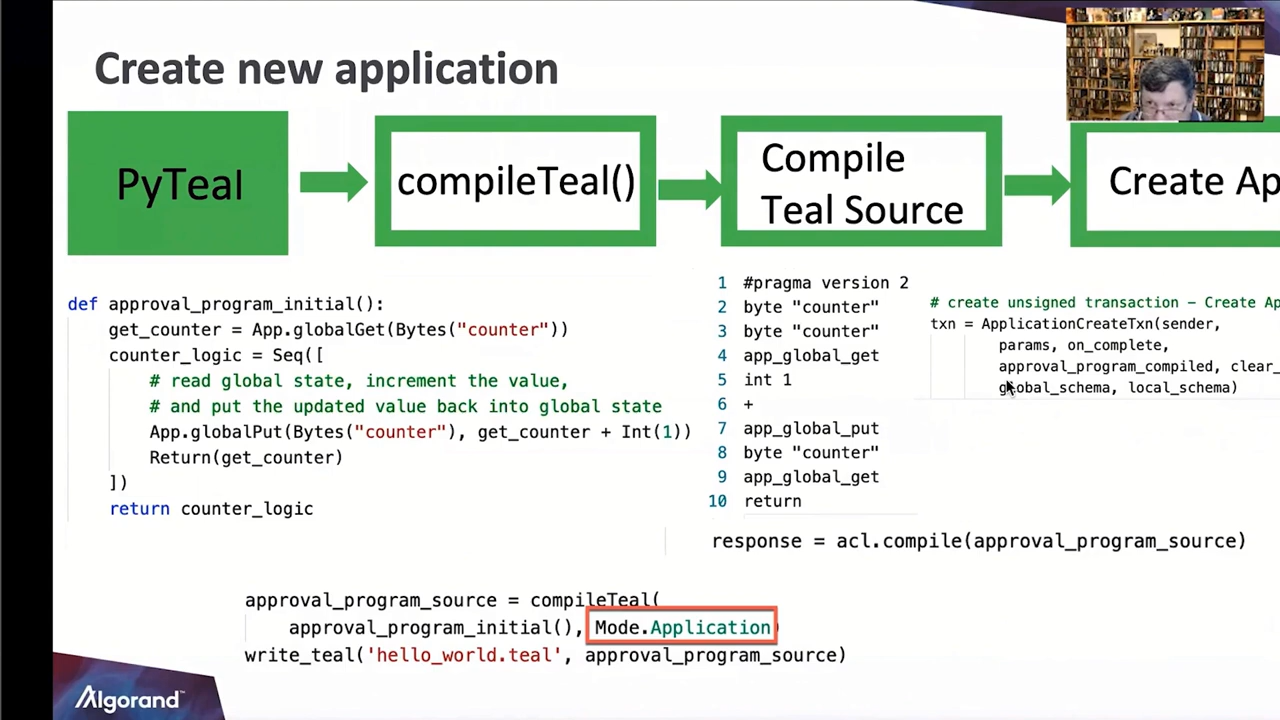 Create new application
PyTeal
compileTeal()
Compile
Teal Source
Create Ap
def approval_program_initial():
get_counter = App.globalGet(Bytes("counter"))
counter_logic = Seq([
# read global state, increment the value,
# and put the updated value back into global state
App.globalPut(Bytes("counter"), get_counter + Int(1))
Return(get_counter)
])
return counter_logic
1 #pragma version 2
2 byte "counter"
3 byte "counter"
4 app_global_get
5 int 1
6 +
7 app_global_put
8 byte "counter"
9 app_global_get
10 return
# create unsigned transaction - Create Ap
txn = ApplicationCreateTxn(sender,
params, on_complete,
approval_program_compiled, clear_
global_schema, local_schema)
response = acl.compile(approval_program_source)
approval_program_source = compileTeal(
approval_program_initial(), Mode.Application)
write_teal('hello_world.teal', approval_program_source)
Algorand™